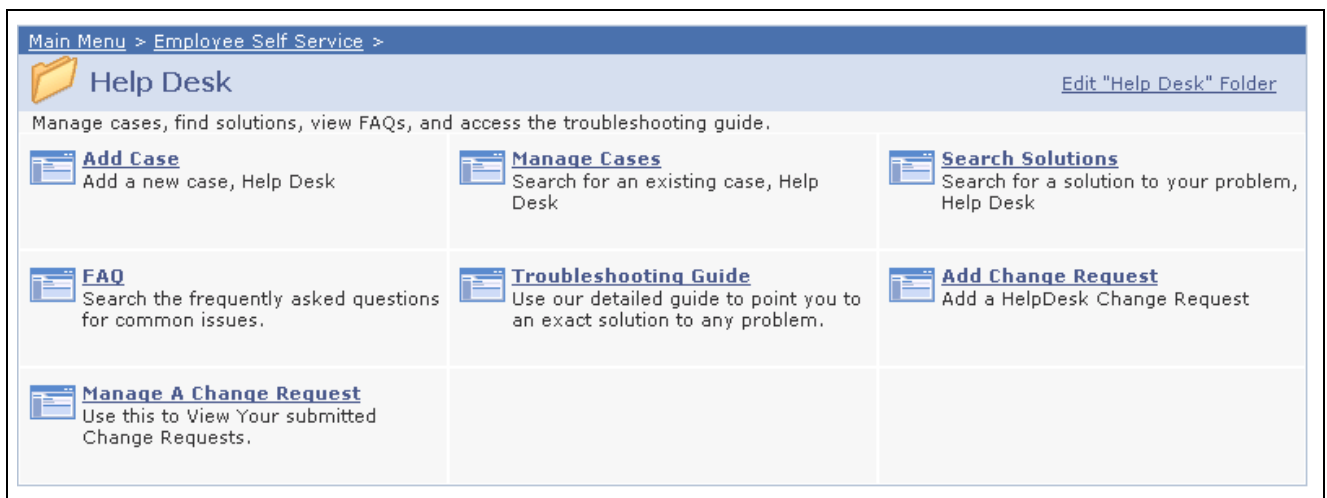 Main Menu > Employee Self Service >
Help Desk
Edit "Help Desk" Folder
Manage cases, find solutions, view FAQs, and access the troubleshooting guide.
Add Case
Add a new case, Help Desk
Manage Cases
Search for an existing case, Help
Desk
Search Solutions
Search for a solution to your problem,
Help Desk
FAQ
Search the frequently asked questions
for common issues.
Troubleshooting Guide
Use our detailed guide to point you to
an exact solution to any problem.
Add Change Request
Add a HelpDesk Change Request
Manage A Change Request
Use this to View Your submitted
Change Requests.